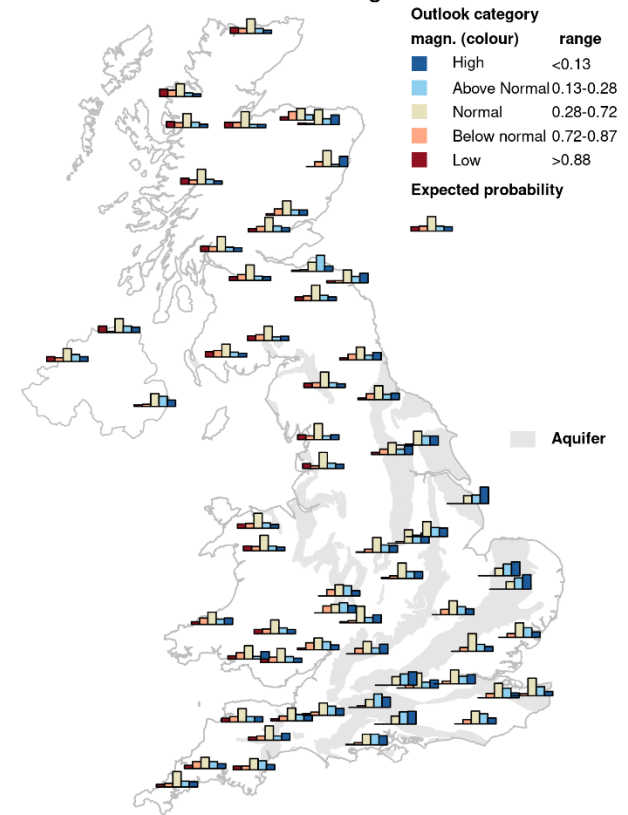 Outlook category
magn. (colour) range
High <0.13
Above Normal 0.13-0.28
Normal 0.28-0.72
Below normal 0.72-0.87
Low >0.88
Expected probability
Aquifer